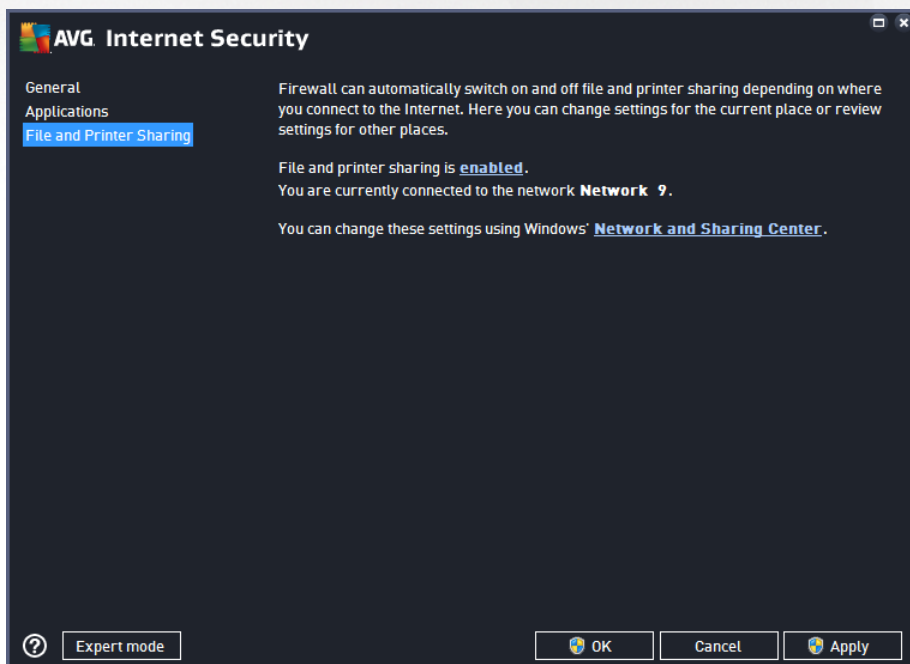 AVG Internet Security
General
Applications
File and Printer Sharing
Firewall can automatically switch on and off file and printer sharing depending on where
you connect to the Internet. Here you can change settings for the current place or review
settings for other places.
File and printer sharing is enabled.
You are currently connected to the network Network 9.
You can change these settings using Windows' Network and Sharing Center.
? Expert mode OK Cancel Apply